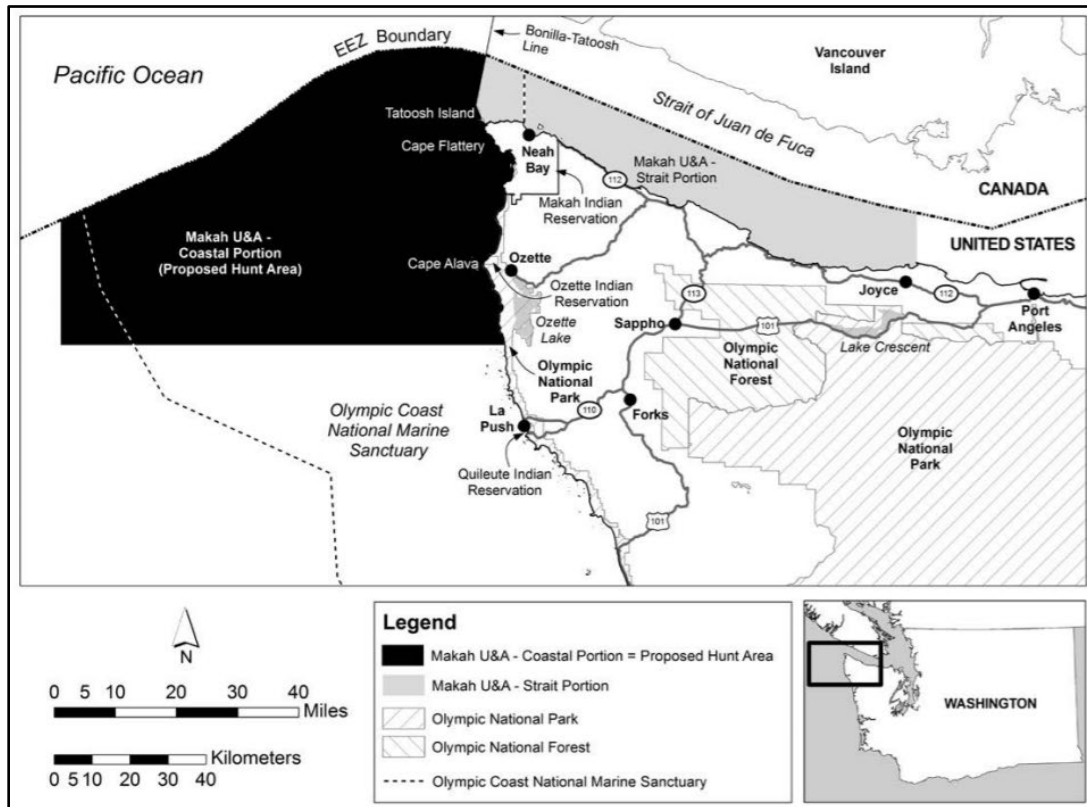 EEZ Boundary
Pacific Ocean
Bonilla-Tatoosh
Line
Vancouver
Island
Strait of Juan de Fuca
Tatoosh Island
Cape Flattery
Neah
Bay
Makah U&A -
Strait Portion
112
Makah Indian
Reservation
CANADA
UNITED STATES
Makah U&A -
Coastal Portion
(Proposed Hunt Area)
Cape Alava
Ozette
Ozette Indian
Reservation
Ozette
Lake
113
Joyce
112
Port
Angeles
Sappho
101
Lake Crescent
Olympic
National
Park
Olympic
National
Forest
110
Forks
La
Push
Olympic Coast
National Marine
Sanctuary
Quileute Indian
Reservation
Olympic
National
Park
101
N
0 5 10 20 30 40
Miles
Kilometers
0 5 10 20 30 40
Legend
Makah U&A - Coastal Portion = Proposed Hunt Area
Makah U&A - Strait Portion
Olympic National Park
Olympic National Forest
Olympic Coast National Marine Sanctuary
WASHINGTON